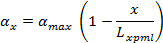 α_x = α_max (1 − x / L_xpml)